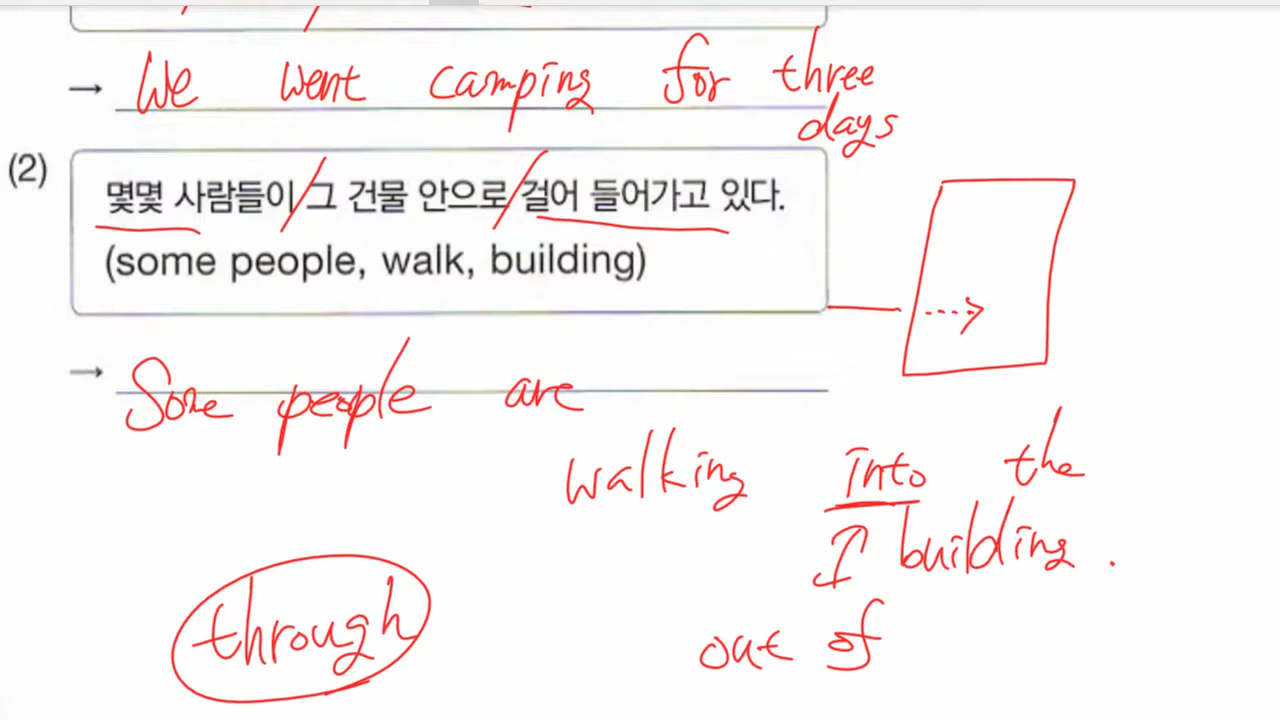 → We went camping for three
days
(2)
몇몇 사람들이 / 그 건물 안으로 / 걸어 들어가고 있다.
(some people, walk, building)
→ Some people are
walking into the
↕ building.
through
out of